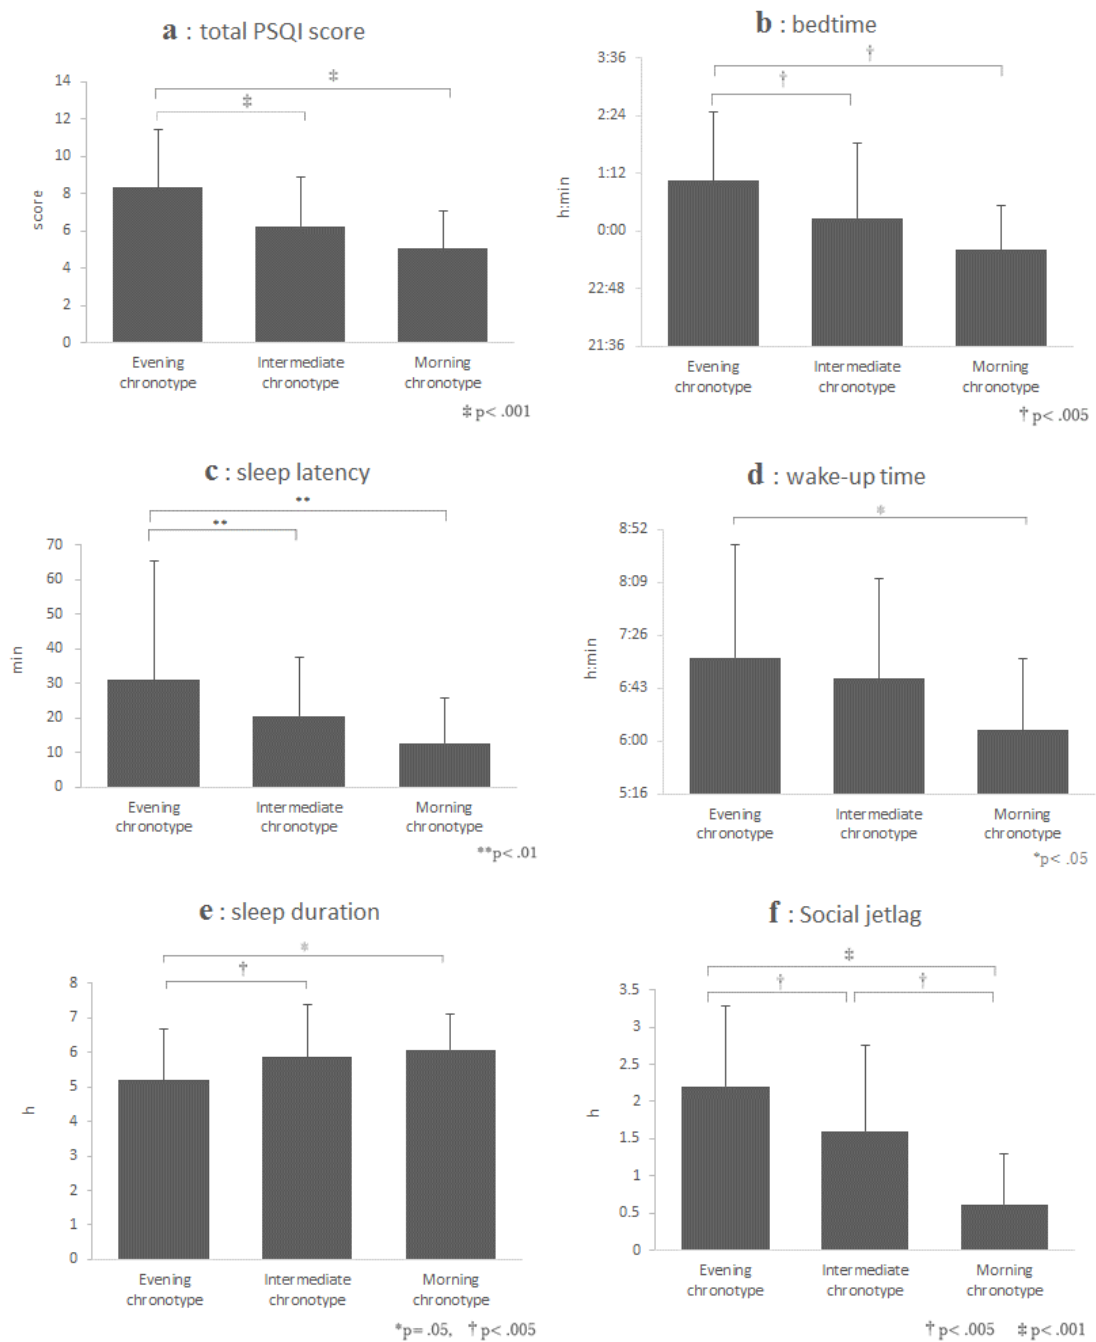 a : total PSQI score
‡
‡
14
12
10
8
6
4
2
0
score
Evening chronotype
Intermediate chronotype
Morning chronotype
‡ p< .001
b : bedtime
†
†
3:36
2:24
1:12
0:00
22:48
21:36
h:min
Evening chronotype
Intermediate chronotype
Morning chronotype
† p< .005
c : sleep latency
**
**
70
60
50
40
30
20
10
0
min
Evening chronotype
Intermediate chronotype
Morning chronotype
**p< .01
d : wake-up time
*
8:52
8:09
7:26
6:43
6:00
5:16
h:min
Evening chronotype
Intermediate chronotype
Morning chronotype
*p< .05
e : sleep duration
*
†
8
7
6
5
4
3
2
1
0
h
Evening chronotype
Intermediate chronotype
Morning chronotype
*p= .05, † p< .005
f : Social jetlag
‡
† †
3.5
3
2.5
2
1.5
1
0.5
0
h
Evening chronotype
Intermediate chronotype
Morning chronotype
† p< .005 ‡ p< .001